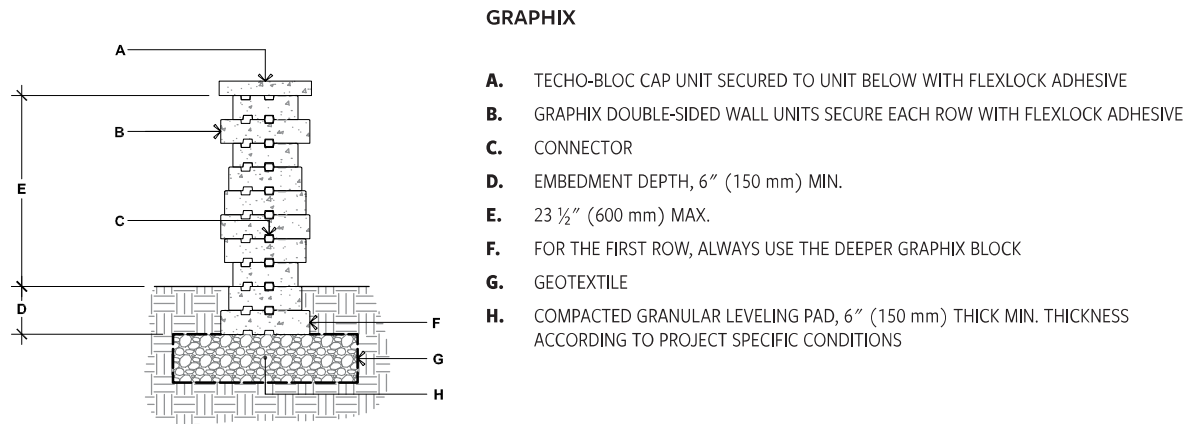 GRAPHIX
A. TECHO-BLOC CAP UNIT SECURED TO UNIT BELOW WITH FLEXLOCK ADHESIVE
B. GRAPHIX DOUBLE-SIDED WALL UNITS SECURE EACH ROW WITH FLEXLOCK ADHESIVE
C. CONNECTOR
D. EMBEDMENT DEPTH, 6″ (150 mm) MIN.
E. 23 ½″ (600 mm) MAX.
F. FOR THE FIRST ROW, ALWAYS USE THE DEEPER GRAPHIX BLOCK
G. GEOTEXTILE
H. COMPACTED GRANULAR LEVELING PAD, 6″ (150 mm) THICK MIN. THICKNESS
ACCORDING TO PROJECT SPECIFIC CONDITIONS
A
B
E
C
D
F
G
H